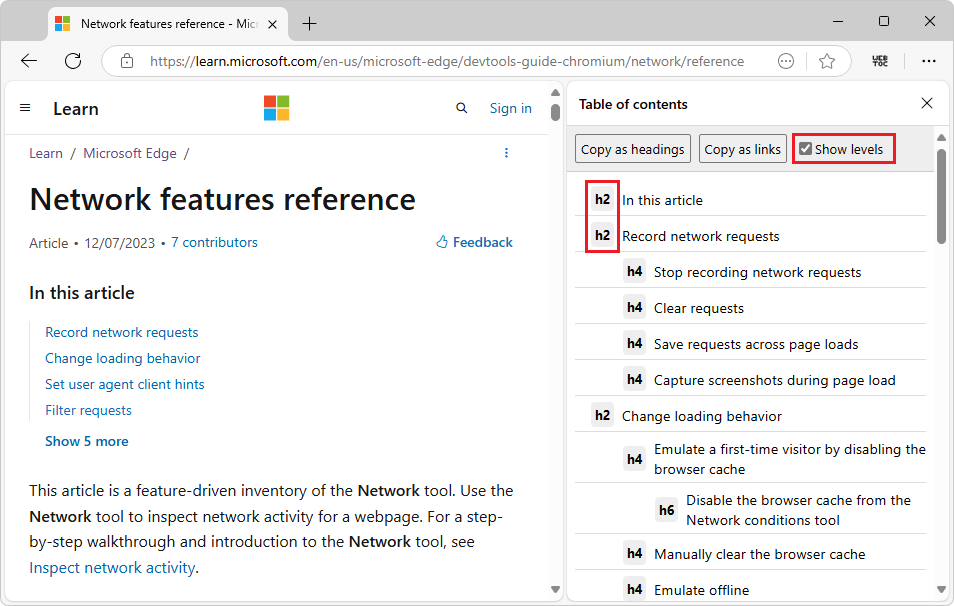 Network features reference - Mic
https://learn.microsoft.com/en-us/microsoft-edge/devtools-guide-chromium/network/reference
Learn
Sign in
Learn / Microsoft Edge /
Network features reference
Article • 12/07/2023 • 7 contributors
Feedback
In this article
Record network requests
Change loading behavior
Set user agent client hints
Filter requests
Show 5 more
This article is a feature-driven inventory of the Network tool. Use the
Network tool to inspect network activity for a webpage. For a step-
by-step walkthrough and introduction to the Network tool, see
Inspect network activity.
Table of contents
Copy as headings Copy as links Show levels
h2 In this article
h2 Record network requests
h4 Stop recording network requests
h4 Clear requests
h4 Save requests across page loads
h4 Capture screenshots during page load
h2 Change loading behavior
h4 Emulate a first-time visitor by disabling the
browser cache
h6 Disable the browser cache from the
Network conditions tool
h4 Manually clear the browser cache
h4 Emulate offline